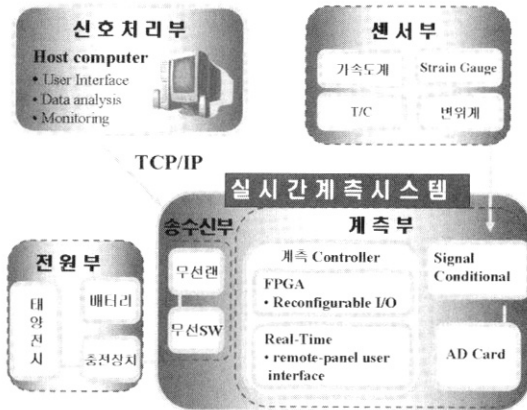 신호처리부
Host computer
• User Interface
• Data analysis
• Monitoring
센서부
가속도계
Strain Gauge
T/C
변위계
TCP/IP
실시간계측시스템
송수신부
계측부
무선랜
무선SW
계측 Controller
FPGA
• Reconfigurable I/O
Real-Time
• remote-panel user
interface
Signal
Conditional
AD Card
전원부
태양전지
배터리
충전장치